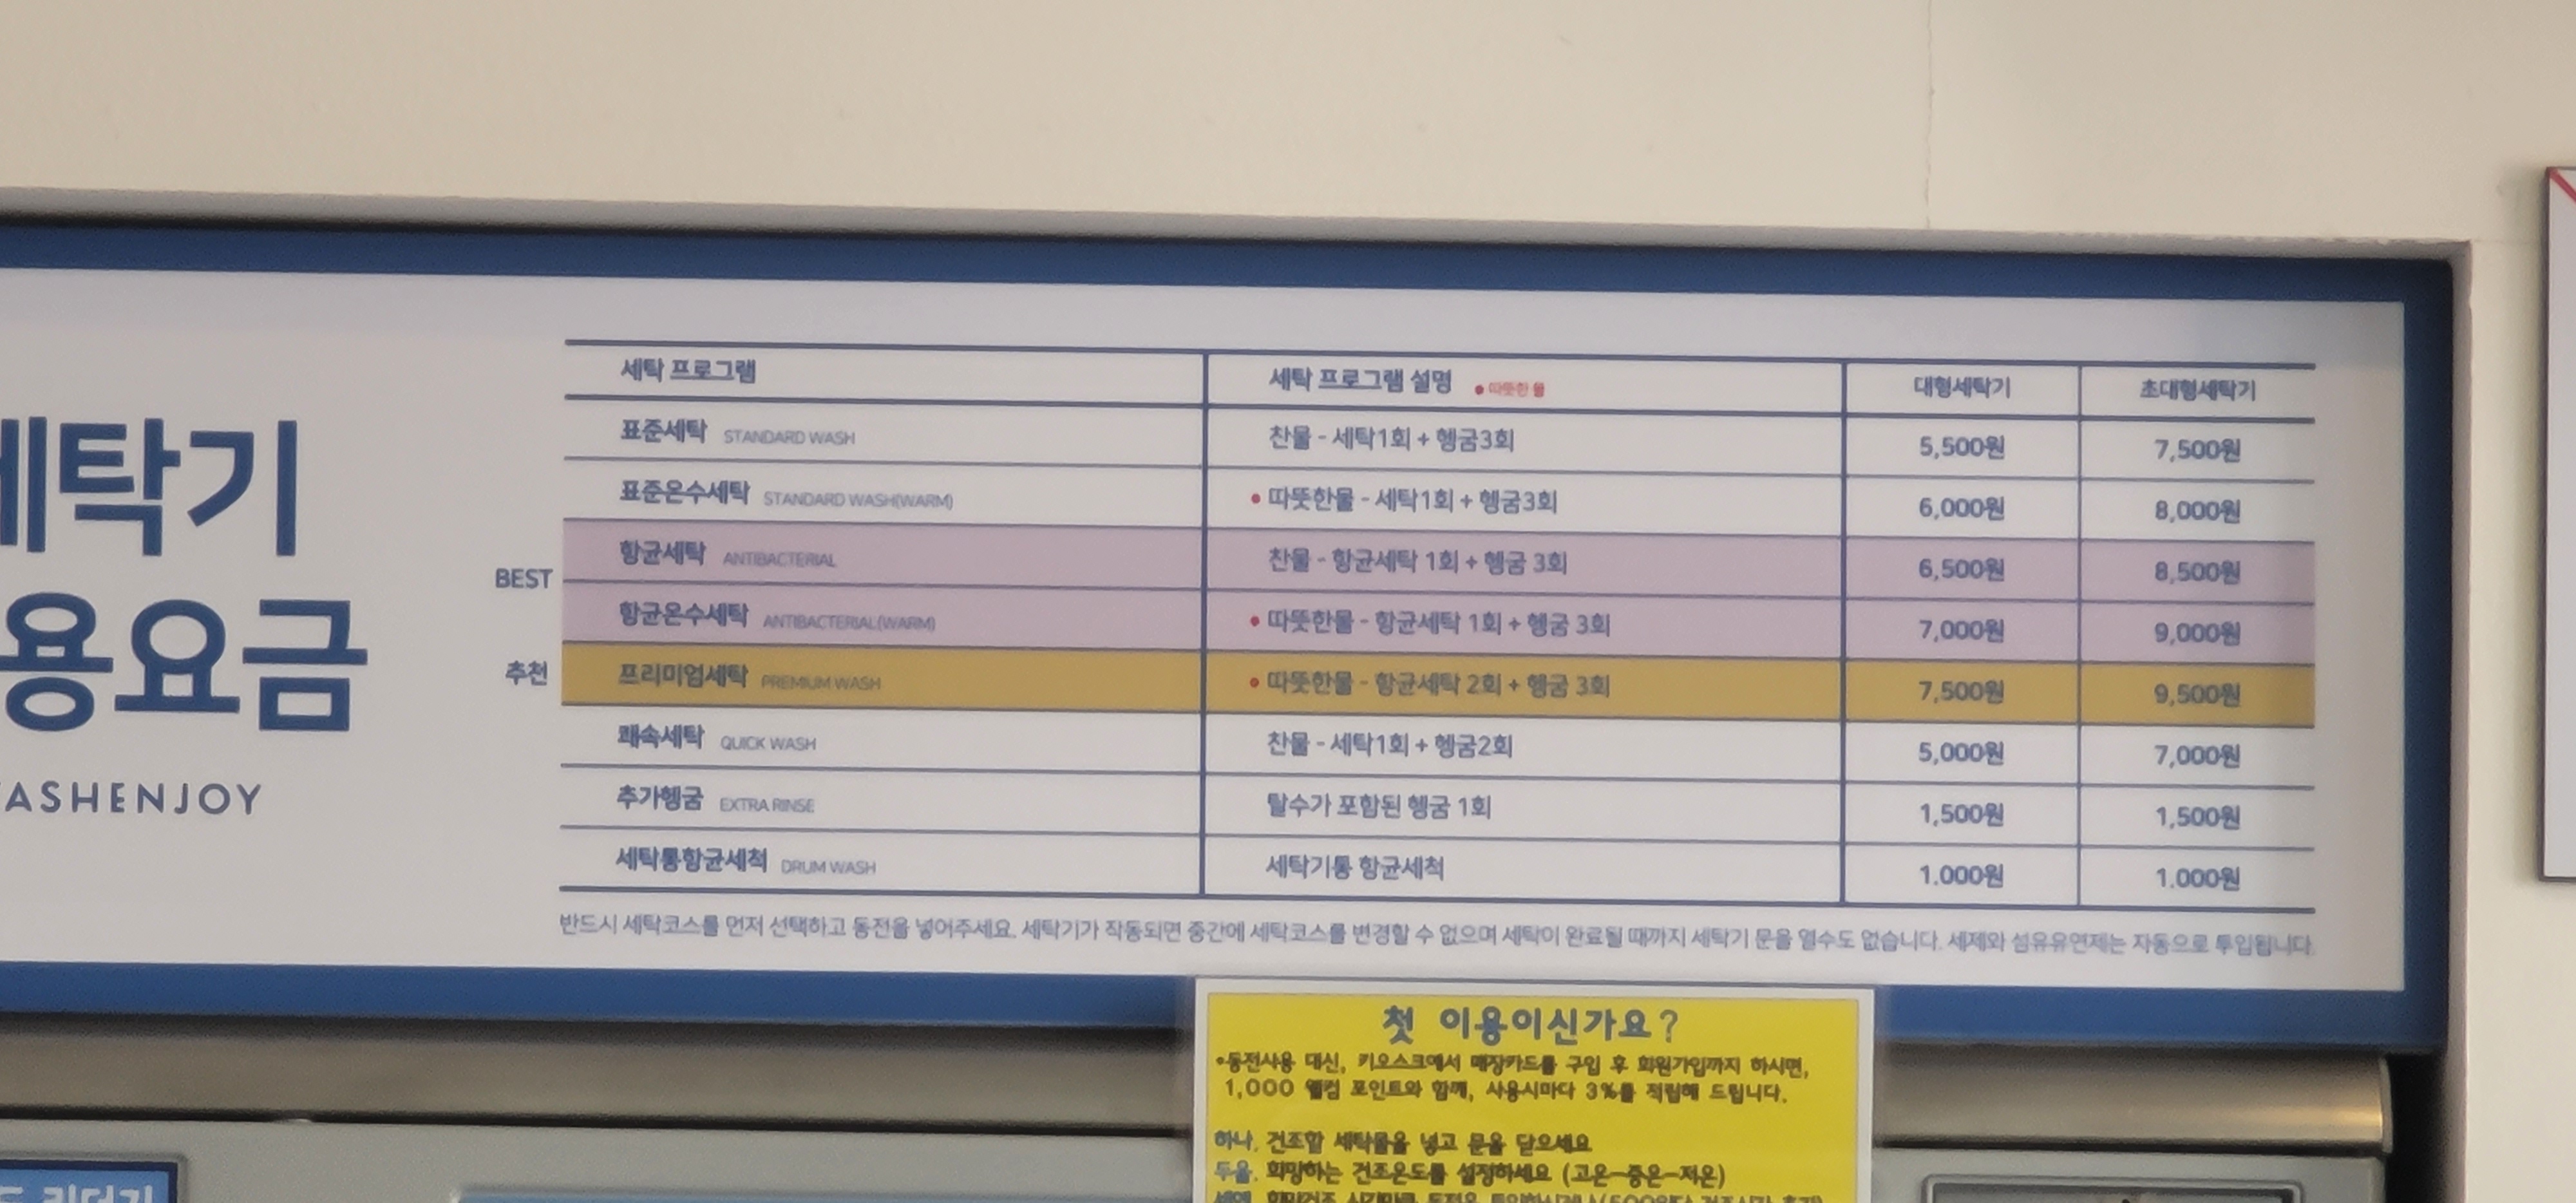 세탁기
용요금
ASHENJOY
세탁 프로그램 세탁 프로그램 설명 • 따뜻한 물 대형세탁기 초대형세탁기
표준세탁 STANDARD WASH 찬물 - 세탁1회 + 헹굼3회 5,500원 7,500원
표준온수세탁 STANDARD WASH(WARM) • 따뜻한물 - 세탁1회 + 헹굼3회 6,000원 8,000원
BEST
항균세탁 ANTIBACTERIAL 찬물 - 항균세탁 1회 + 헹굼 3회 6,500원 8,500원
항균온수세탁 ANTIBACTERIAL(WARM) • 따뜻한물 - 항균세탁 1회 + 헹굼 3회 7,000원 9,000원
추천 프리미엄세탁 PREMIUM WASH • 따뜻한물 - 항균세탁 2회 + 헹굼 3회 7,500원 9,500원
쾌속세탁 QUICK WASH 찬물 - 세탁1회 + 헹굼2회 5,000원 7,000원
추가헹굼 EXTRA RINSE 탈수가 포함된 헹굼 1회 1,500원 1,500원
세탁통항균세척 DRUM WASH 세탁기통 항균세척 1.000원 1.000원
반드시 세탁코스를 먼저 선택하고 동전을 넣어주세요. 세탁기가 작동되면 중간에 세탁코스를 변경할 수 없으며 세탁이 완료될 때까지 세탁기 문을 열수도 없습니다. 세제와 섬유유연제는 자동으로 투입됩니다.
첫 이용이신가요?
•동전사용 대신, 키오스크에서 매장카드를 구입 후 회원가입까지 하시면,
1,000 웰컴 포인트와 함께, 사용시마다 3%를 적립해 드립니다.
하나. 건조할 세탁물을 넣고 문을 닫으세요
두울. 희망하는 건조온도를 설정하세요 (고온-중온-저온)